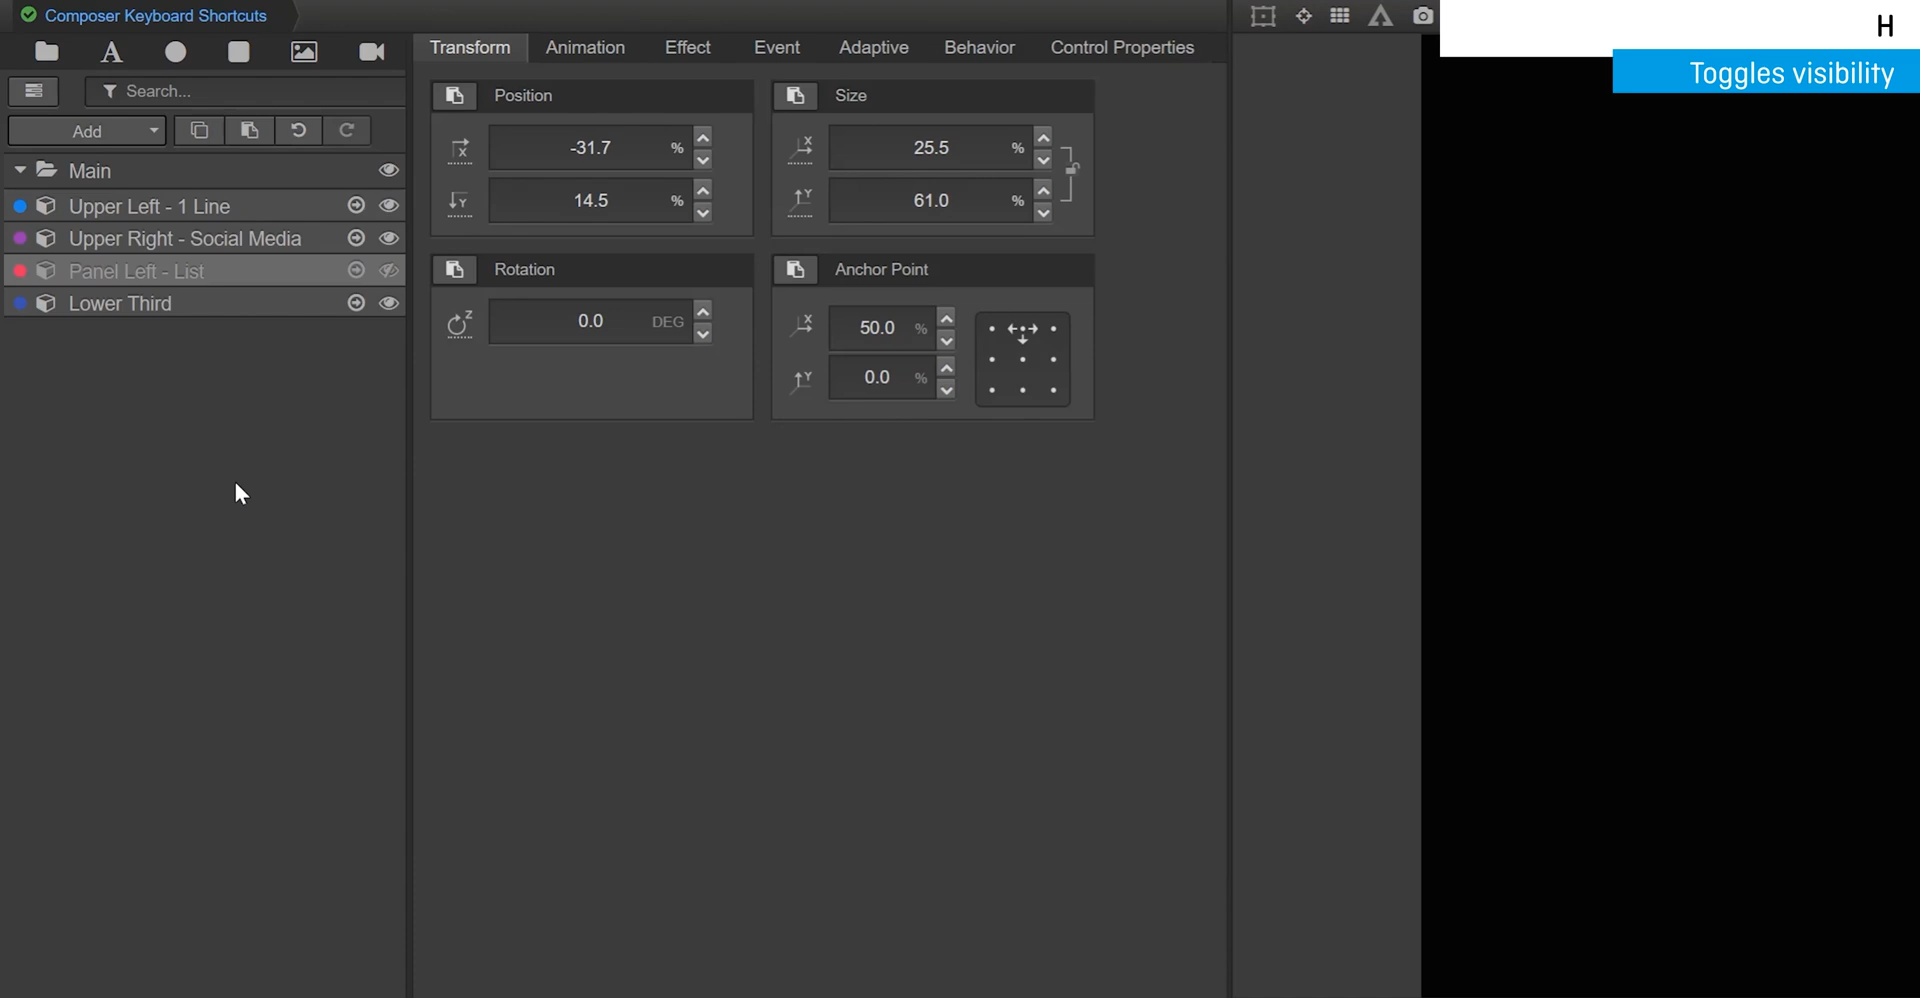 Composer Keyboard Shortcuts
H
Toggles visibility
A
Transform Animation Effect Event Adaptive Behavior Control Properties
Search...
Position
Size
Add
X -31.7 %
X 25.5 %
Main
Y 14.5 %
Y 61.0 %
Upper Left - 1 Line
Upper Right - Social Media
Panel Left - List
Lower Third
Rotation
Anchor Point
Z 0.0 DEG
X 50.0 %
Y 0.0 %